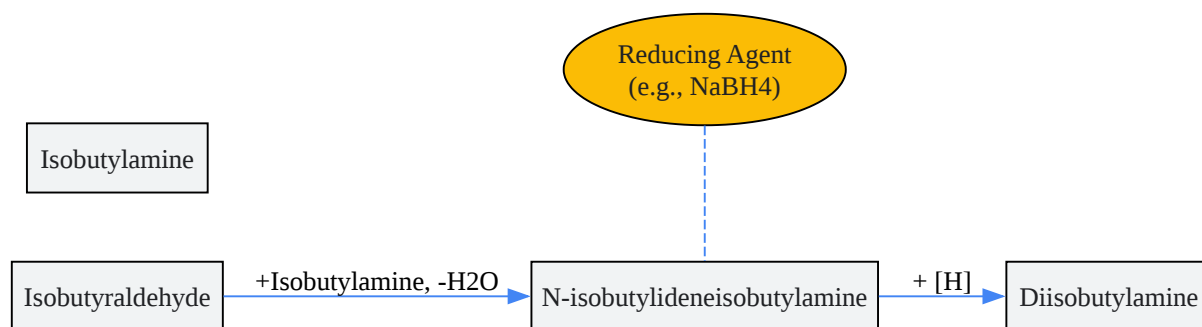 Reducing Agent
(e.g., NaBH4)
Isobutylamine
Isobutyraldehyde
+Isobutylamine, -H2O
N-isobutylideneisobutylamine
+ [H]
Diisobutylamine